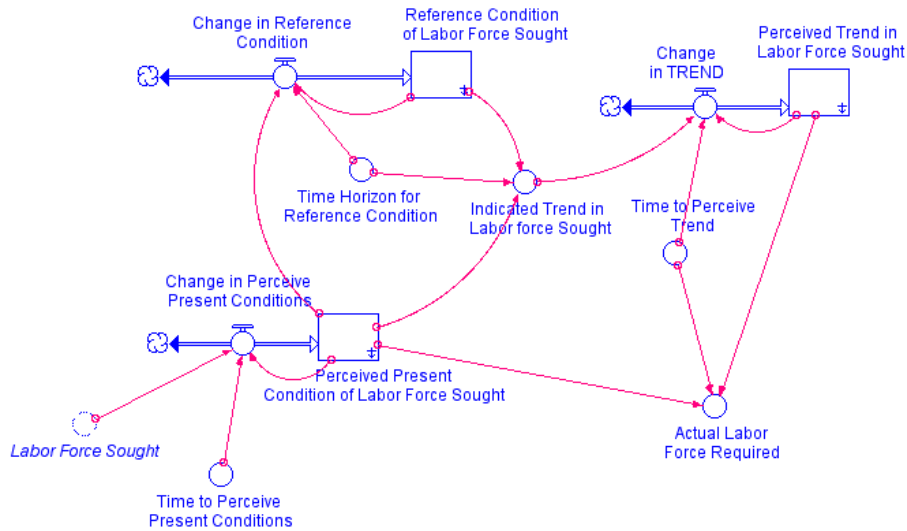 Change in Reference
Condition
Reference Condition
of Labor Force Sought
Change
in TREND
Perceived Trend in
Labor Force Sought
Time Horizon for
Reference Condition
Indicated Trend in
Labor force Sought
Time to Perceive
Trend
Change in Perceive
Present Conditions
Perceived Present
Condition of Labor Force Sought
Labor Force Sought
Time to Perceive
Present Conditions
Actual Labor
Force Required